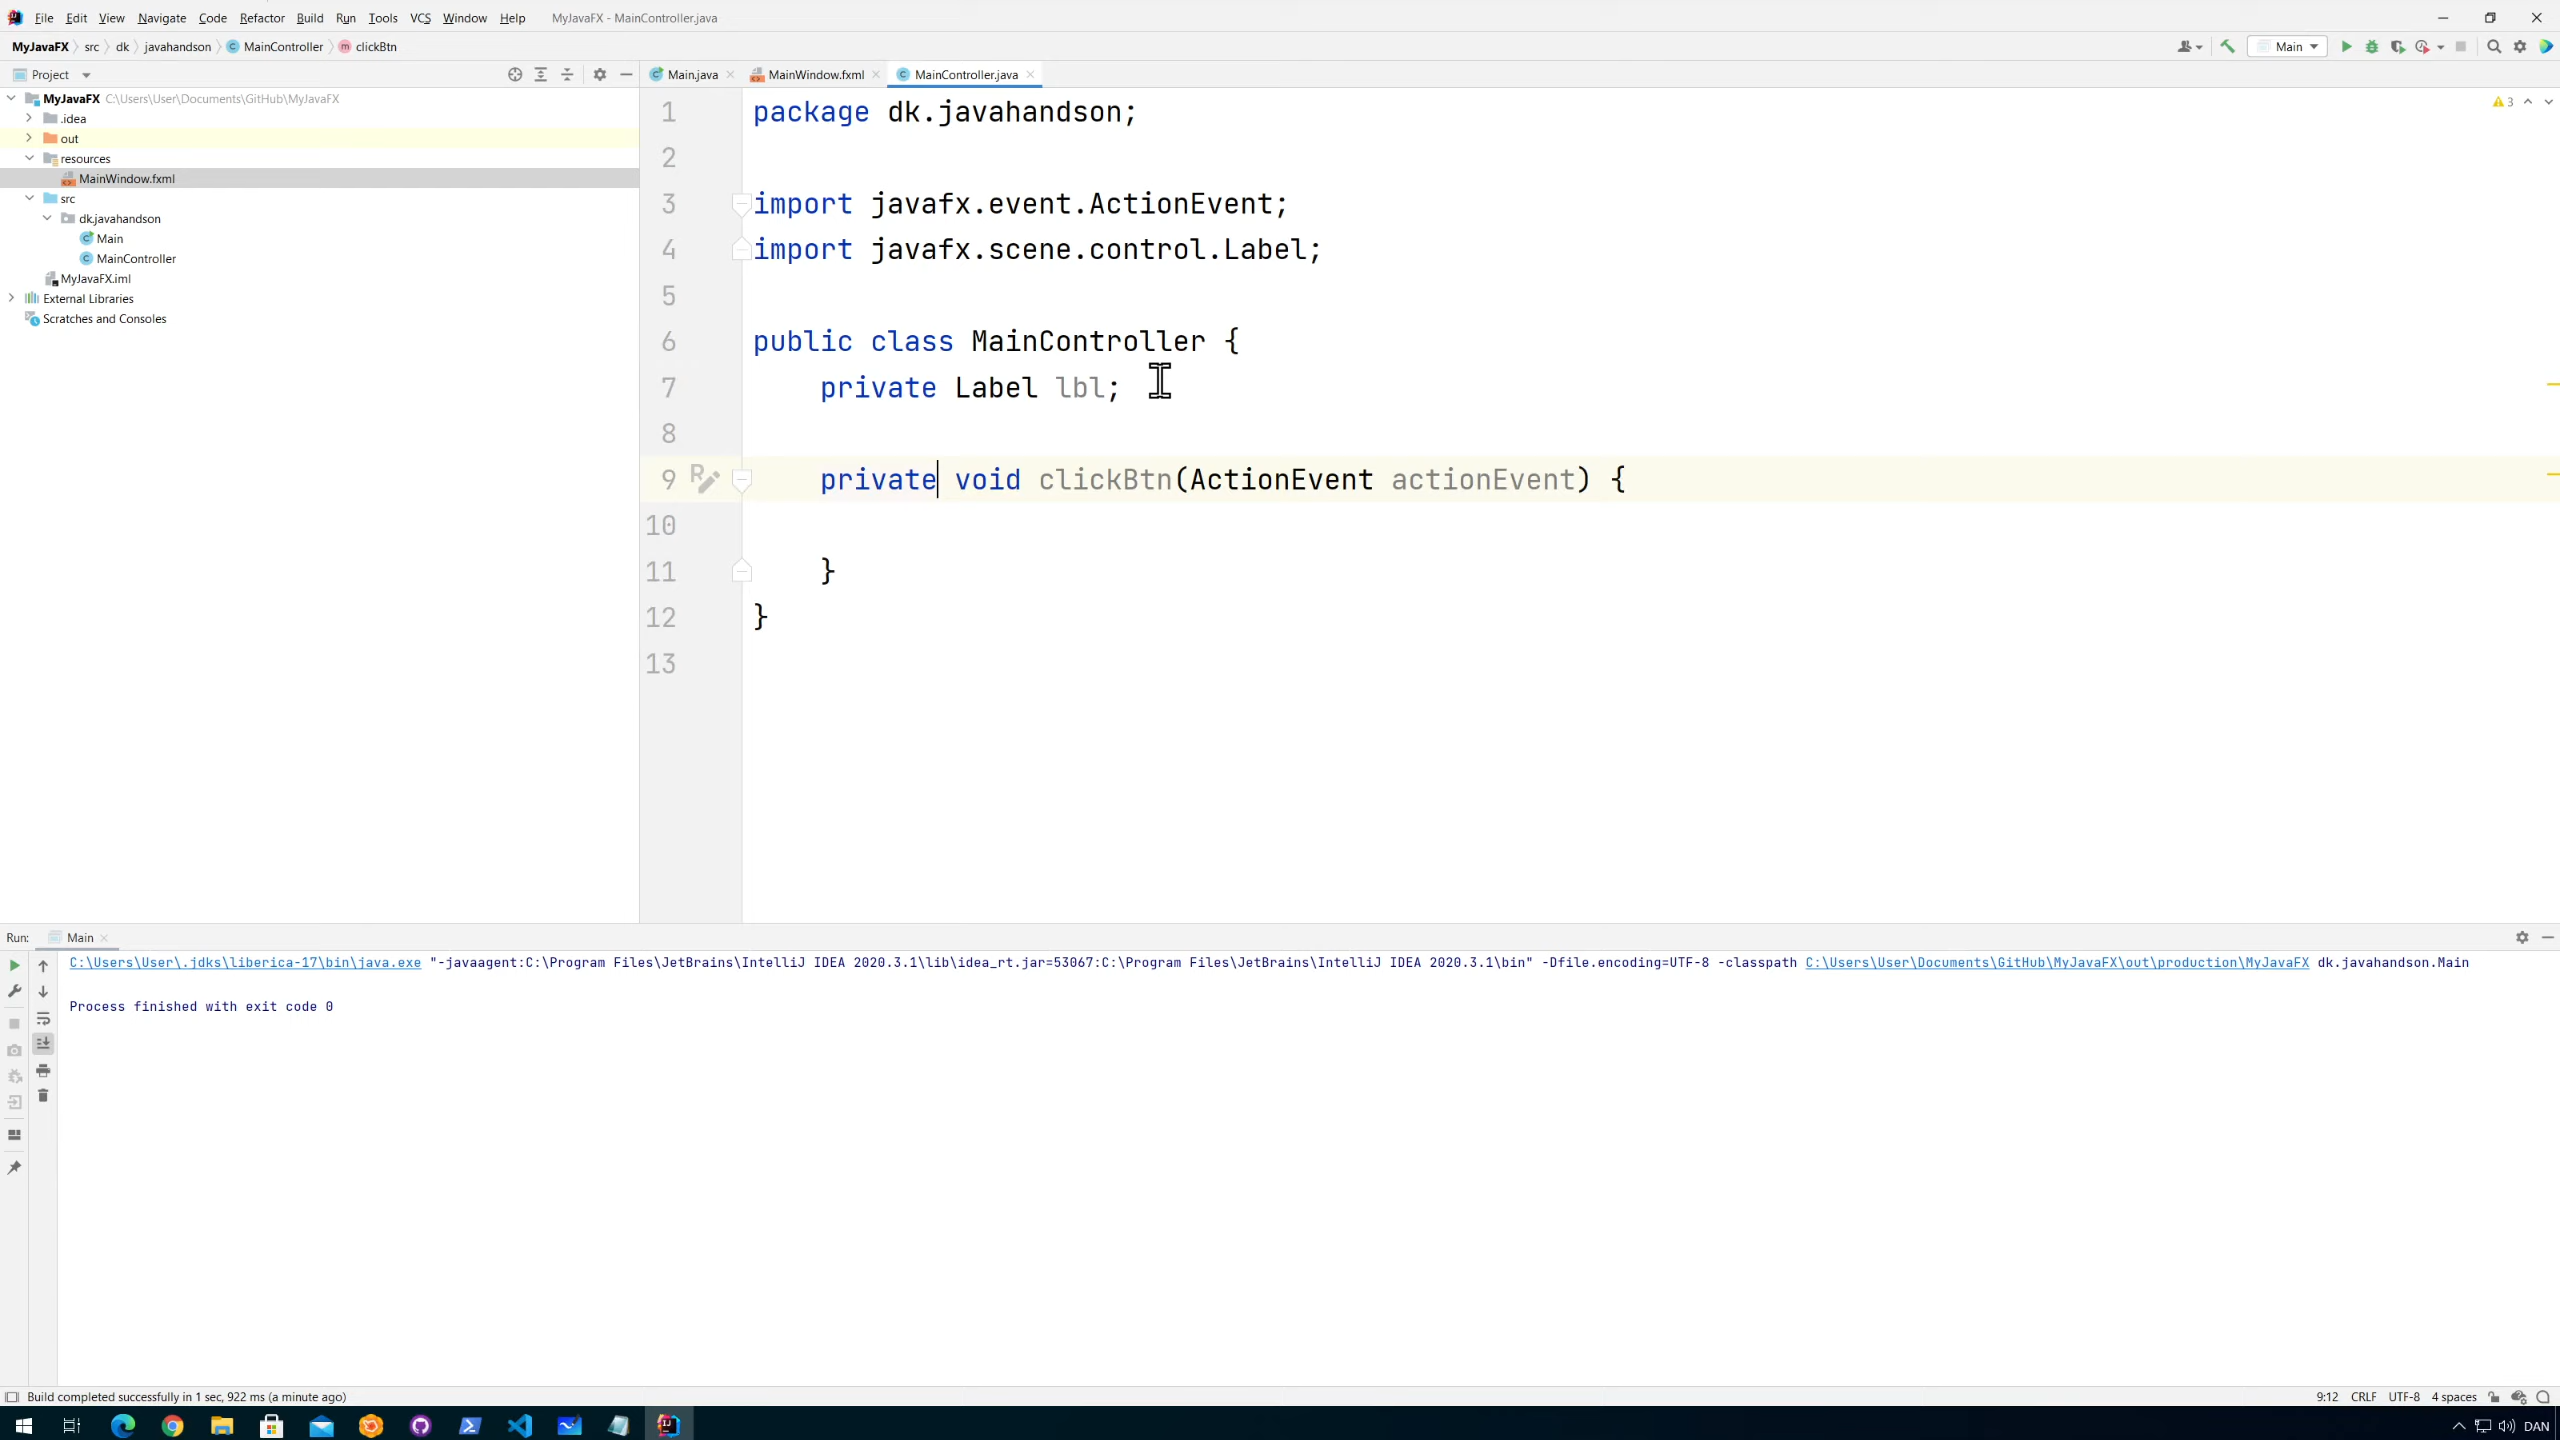 File Edit View Navigate Code Refactor Build Run Tools VCS Window Help MyJavaFX - MainController.java
MyJavaFX src dk javahandson MainController clickBtn
Main
Project
Main.java MainWindow.fxml MainController.java
MyJavaFX C:\Users\User\Documents\GitHub\MyJavaFX
.idea
out
resources
MainWindow.fxml
src
dk.javahandson
Main
MainController
MyJavaFX.iml
External Libraries
Scratches and Consoles
3
1 package dk.javahandson;
2
3 import javafx.event.ActionEvent;
4 import javafx.scene.control.Label;
5
6 public class MainController {
7 private Label lbl;
8
9 private void clickBtn(ActionEvent actionEvent) {
10
11 }
12 }
13
Run: Main
C:\Users\User\.jdks\liberica-17\bin\java.exe "-javaagent:C:\Program Files\JetBrains\IntelliJ IDEA 2020.3.1\lib\idea_rt.jar=53067:C:\Program Files\JetBrains\IntelliJ IDEA 2020.3.1\bin" -Dfile.encoding=UTF-8 -classpath C:\Users\User\Documents\GitHub\MyJavaFX\out\production\MyJavaFX dk.javahandson.Main
Process finished with exit code 0
Build completed successfully in 1 sec, 922 ms (a minute ago)
9:12 CRLF UTF-8 4 spaces
DAN